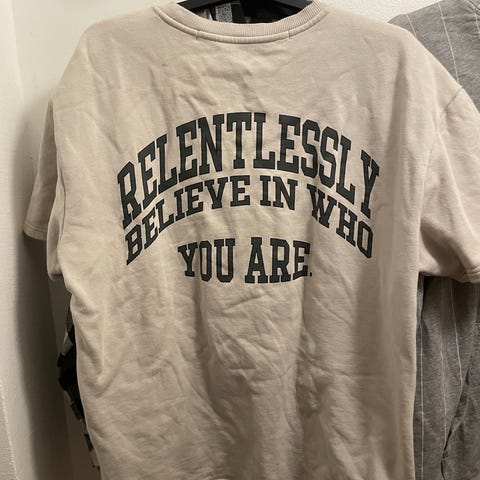 RELENTLESSLY
BELIEVE IN WHO
YOU ARE.